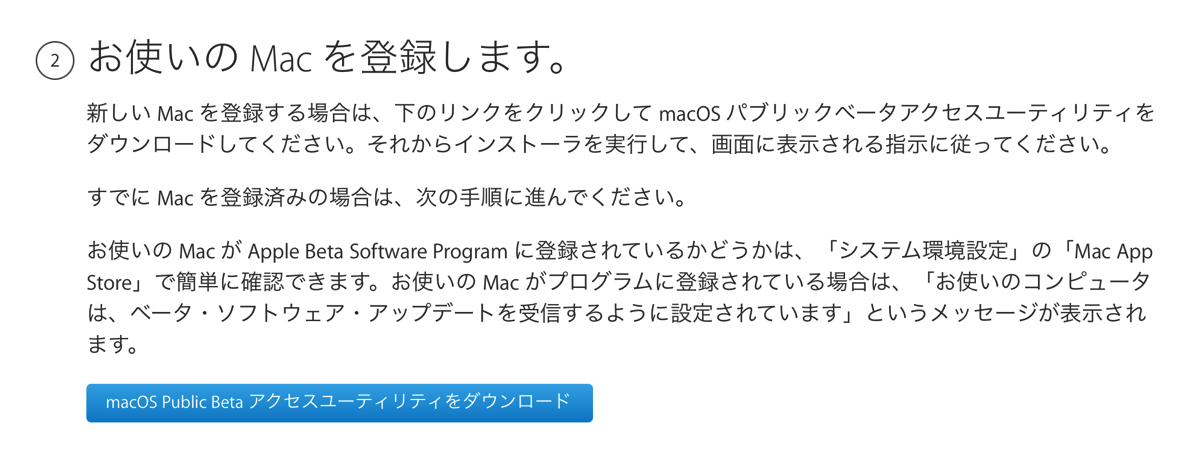 2 お使いの Mac を登録します。
新しい Mac を登録する場合は、下のリンクをクリックして macOS パブリックベータアクセスユーティリティを
ダウンロードしてください。それからインストーラを実行して、画面に表示される指示に従ってください。
すでに Mac を登録済みの場合は、次の手順に進んでください。
お使いの Mac が Apple Beta Software Program に登録されているかどうかは、「システム環境設定」の「Mac App
Store」で簡単に確認できます。お使いの Mac がプログラムに登録されている場合は、「お使いのコンピュータ
は、ベータ・ソフトウェア・アップデートを受信するように設定されています」というメッセージが表示され
ます。
macOS Public Beta アクセスユーティリティをダウンロード